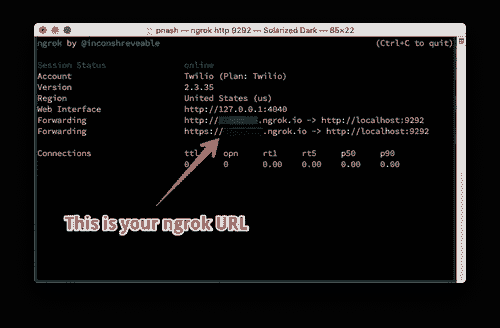 pnash — ngrok http 9292 — Solarized Dark — 85×22
ngrok by @inconshreveable (Ctrl+C to quit)
Session Status online
Account Twilio (Plan: Twilio)
Version 2.3.35
Region United States (us)
Web Interface http://127.0.0.1:4040
Forwarding http:// .ngrok.io -> http://localhost:9292
Forwarding https:// .ngrok.io -> http://localhost:9292
Connections ttl opn rt1 rt5 p50 p90
0 0 0.00 0.00 0.00 0.00
This is your ngrok URL